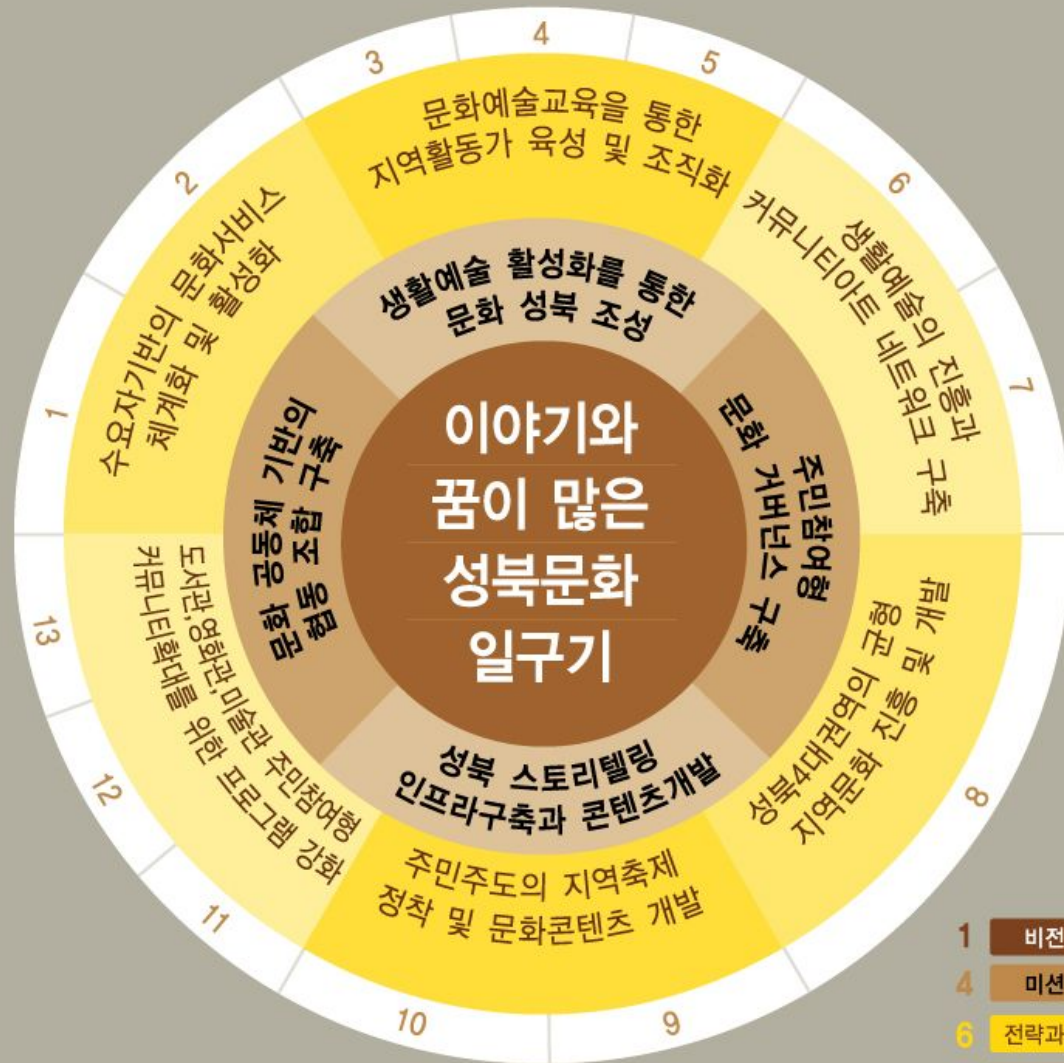 이야기와
꿈이 많은
성북문화
일구기
생활예술 활성화를 통한
문화 성북 조성
주민참여형
문화 거버넌스 구축
성북 스토리텔링
인프라구축과 콘텐츠개발
문화 공동체 기반의
협동 조합 구축
수요자기반의 문화서비스
체계화 및 활성화
문화예술교육을 통한
지역활동가 육성 및 조직화
생활예술의 진흥과
커뮤니티아트 네트워크 구축
성북4대권역의 균형
지역문화 진흥 및 개발
주민주도의 지역축제
정착 및 문화콘텐츠 개발
도서관,영화관,미술관 주민참여형
커뮤니티확대를 위한 프로그램 강화
1
2
3
4
5
6
7
8
9
10
11
12
13
1 비전
4 미션
6 전략과